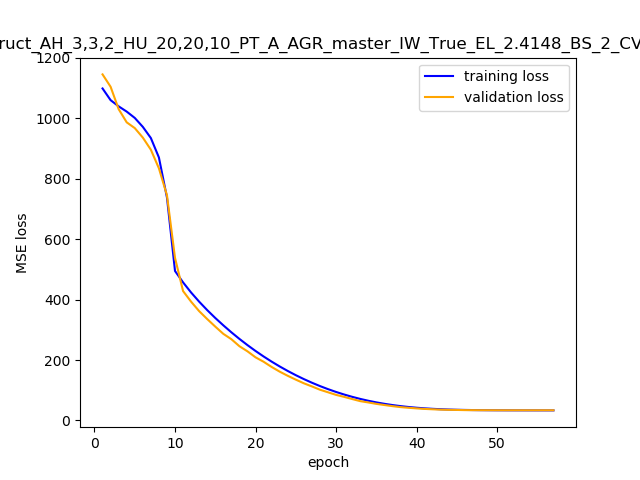 ruct_AH_3,3,2_HU_20,20,10_PT_A_AGR_master_IW_True_EL_2.4148_BS_2_CV
training loss
validation loss
1200
1000
800
600
400
200
0
MSE loss
0 10 20 30 40 50
epoch